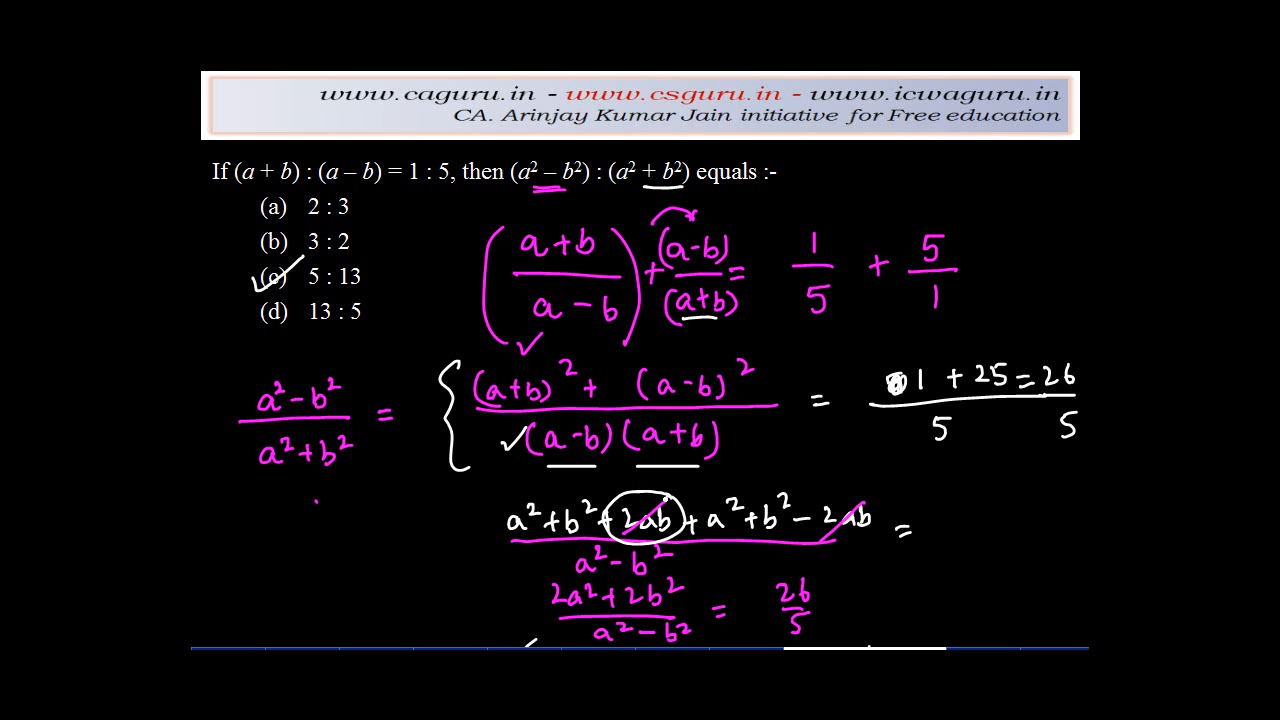 www.caguru.in - www.csguru.in - www.icwaguru.in
CA. Arinjay Kumar Jain initiative for Free education
If (a + b) : (a – b) = 1 : 5, then (a² – b²) : (a² + b²) equals :-
(a) 2 : 3
(b) 3 : 2
(c) 5 : 13
(d) 13 : 5
(a+b / a-b) + (a-b) / (a+b) = 1/5 + 5/1
a²-b² / a²+b² = { (a+b)² + (a-b)² / (a-b)(a+b) = 1 + 25 / 5 = 26 / 5
a²+b²+2ab+a²+b²-2ab / a²-b² =
2a²+2b² / a²-b² = 26/5